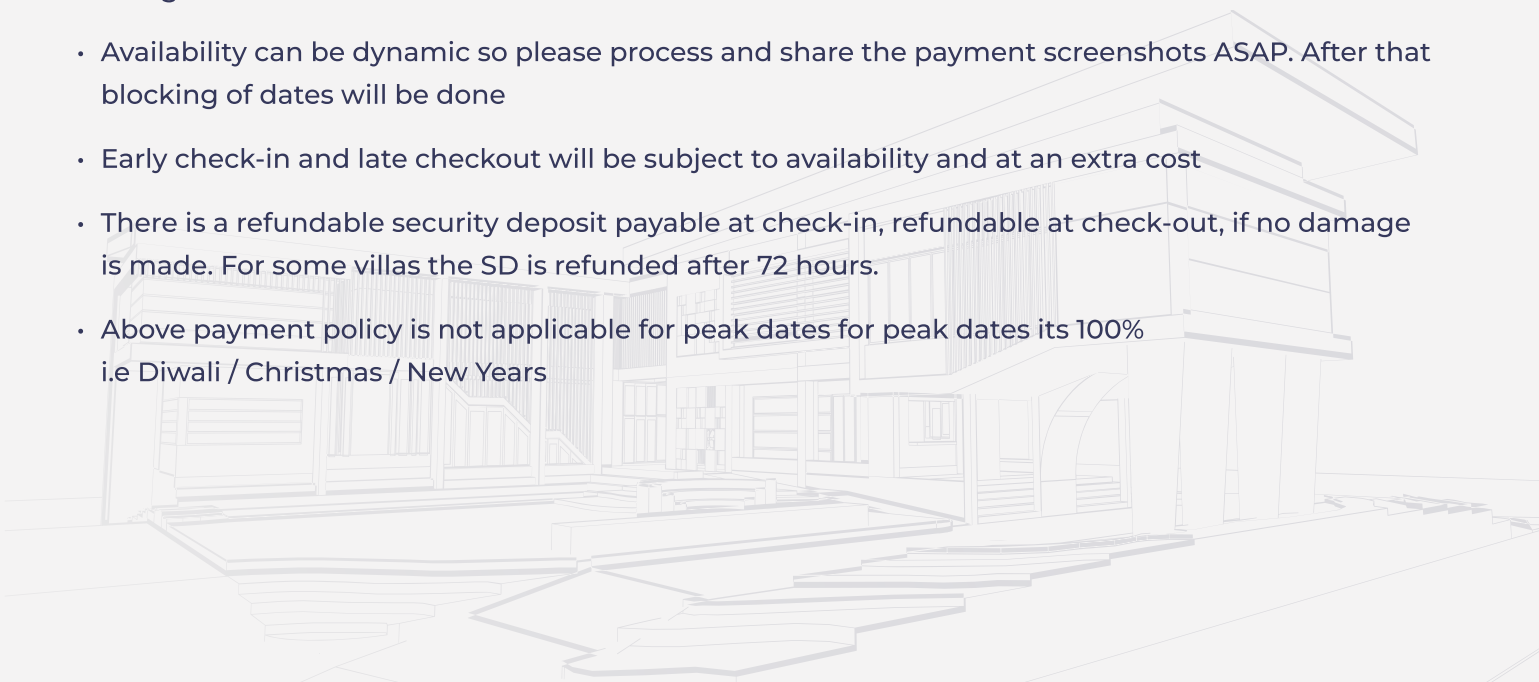 • Availability can be dynamic so please process and share the payment screenshots ASAP. After that
blocking of dates will be done
• Early check-in and late checkout will be subject to availability and at an extra cost
• There is a refundable security deposit payable at check-in, refundable at check-out, if no damage
is made. For some villas the SD is refunded after 72 hours.
• Above payment policy is not applicable for peak dates for peak dates its 100%
i.e Diwali / Christmas / New Years